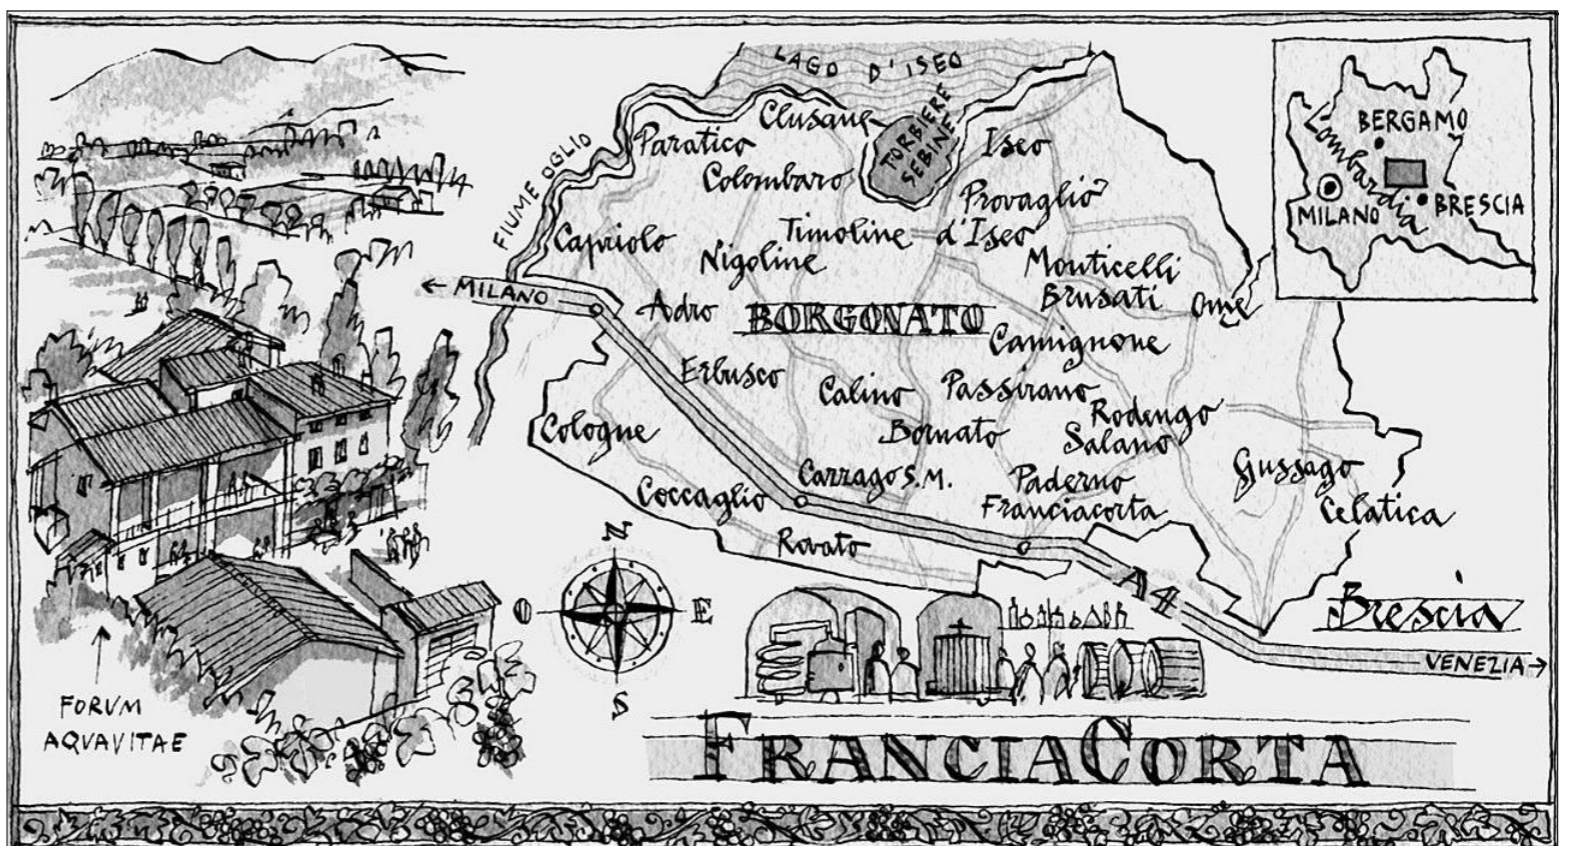 LAGO D'ISEO
TORBIERE
SEBINE
FIUME OGLIO
Clusane
Paratico
Iseo
Colombaro
Provaglio
d'Iseo
Timoline
Capriolo
Nigoline
Monticelli
Brusati
Ome
← MILANO
Adro
BORGONATO
Camignone
Erbusco
Calino
Passirano
Rodengo
Salano
Cologne
Bornato
Gussago
Coccaglio
Cazzago S.M.
Paderno
Franciacorta
Celatica
Rovato
A4
Brescia
VENEZIA →
Lombardia
BERGAMO
MILANO
BRESCIA
N
O
E
S
FORVM
AQVAVITAE
FRANCIACORTA